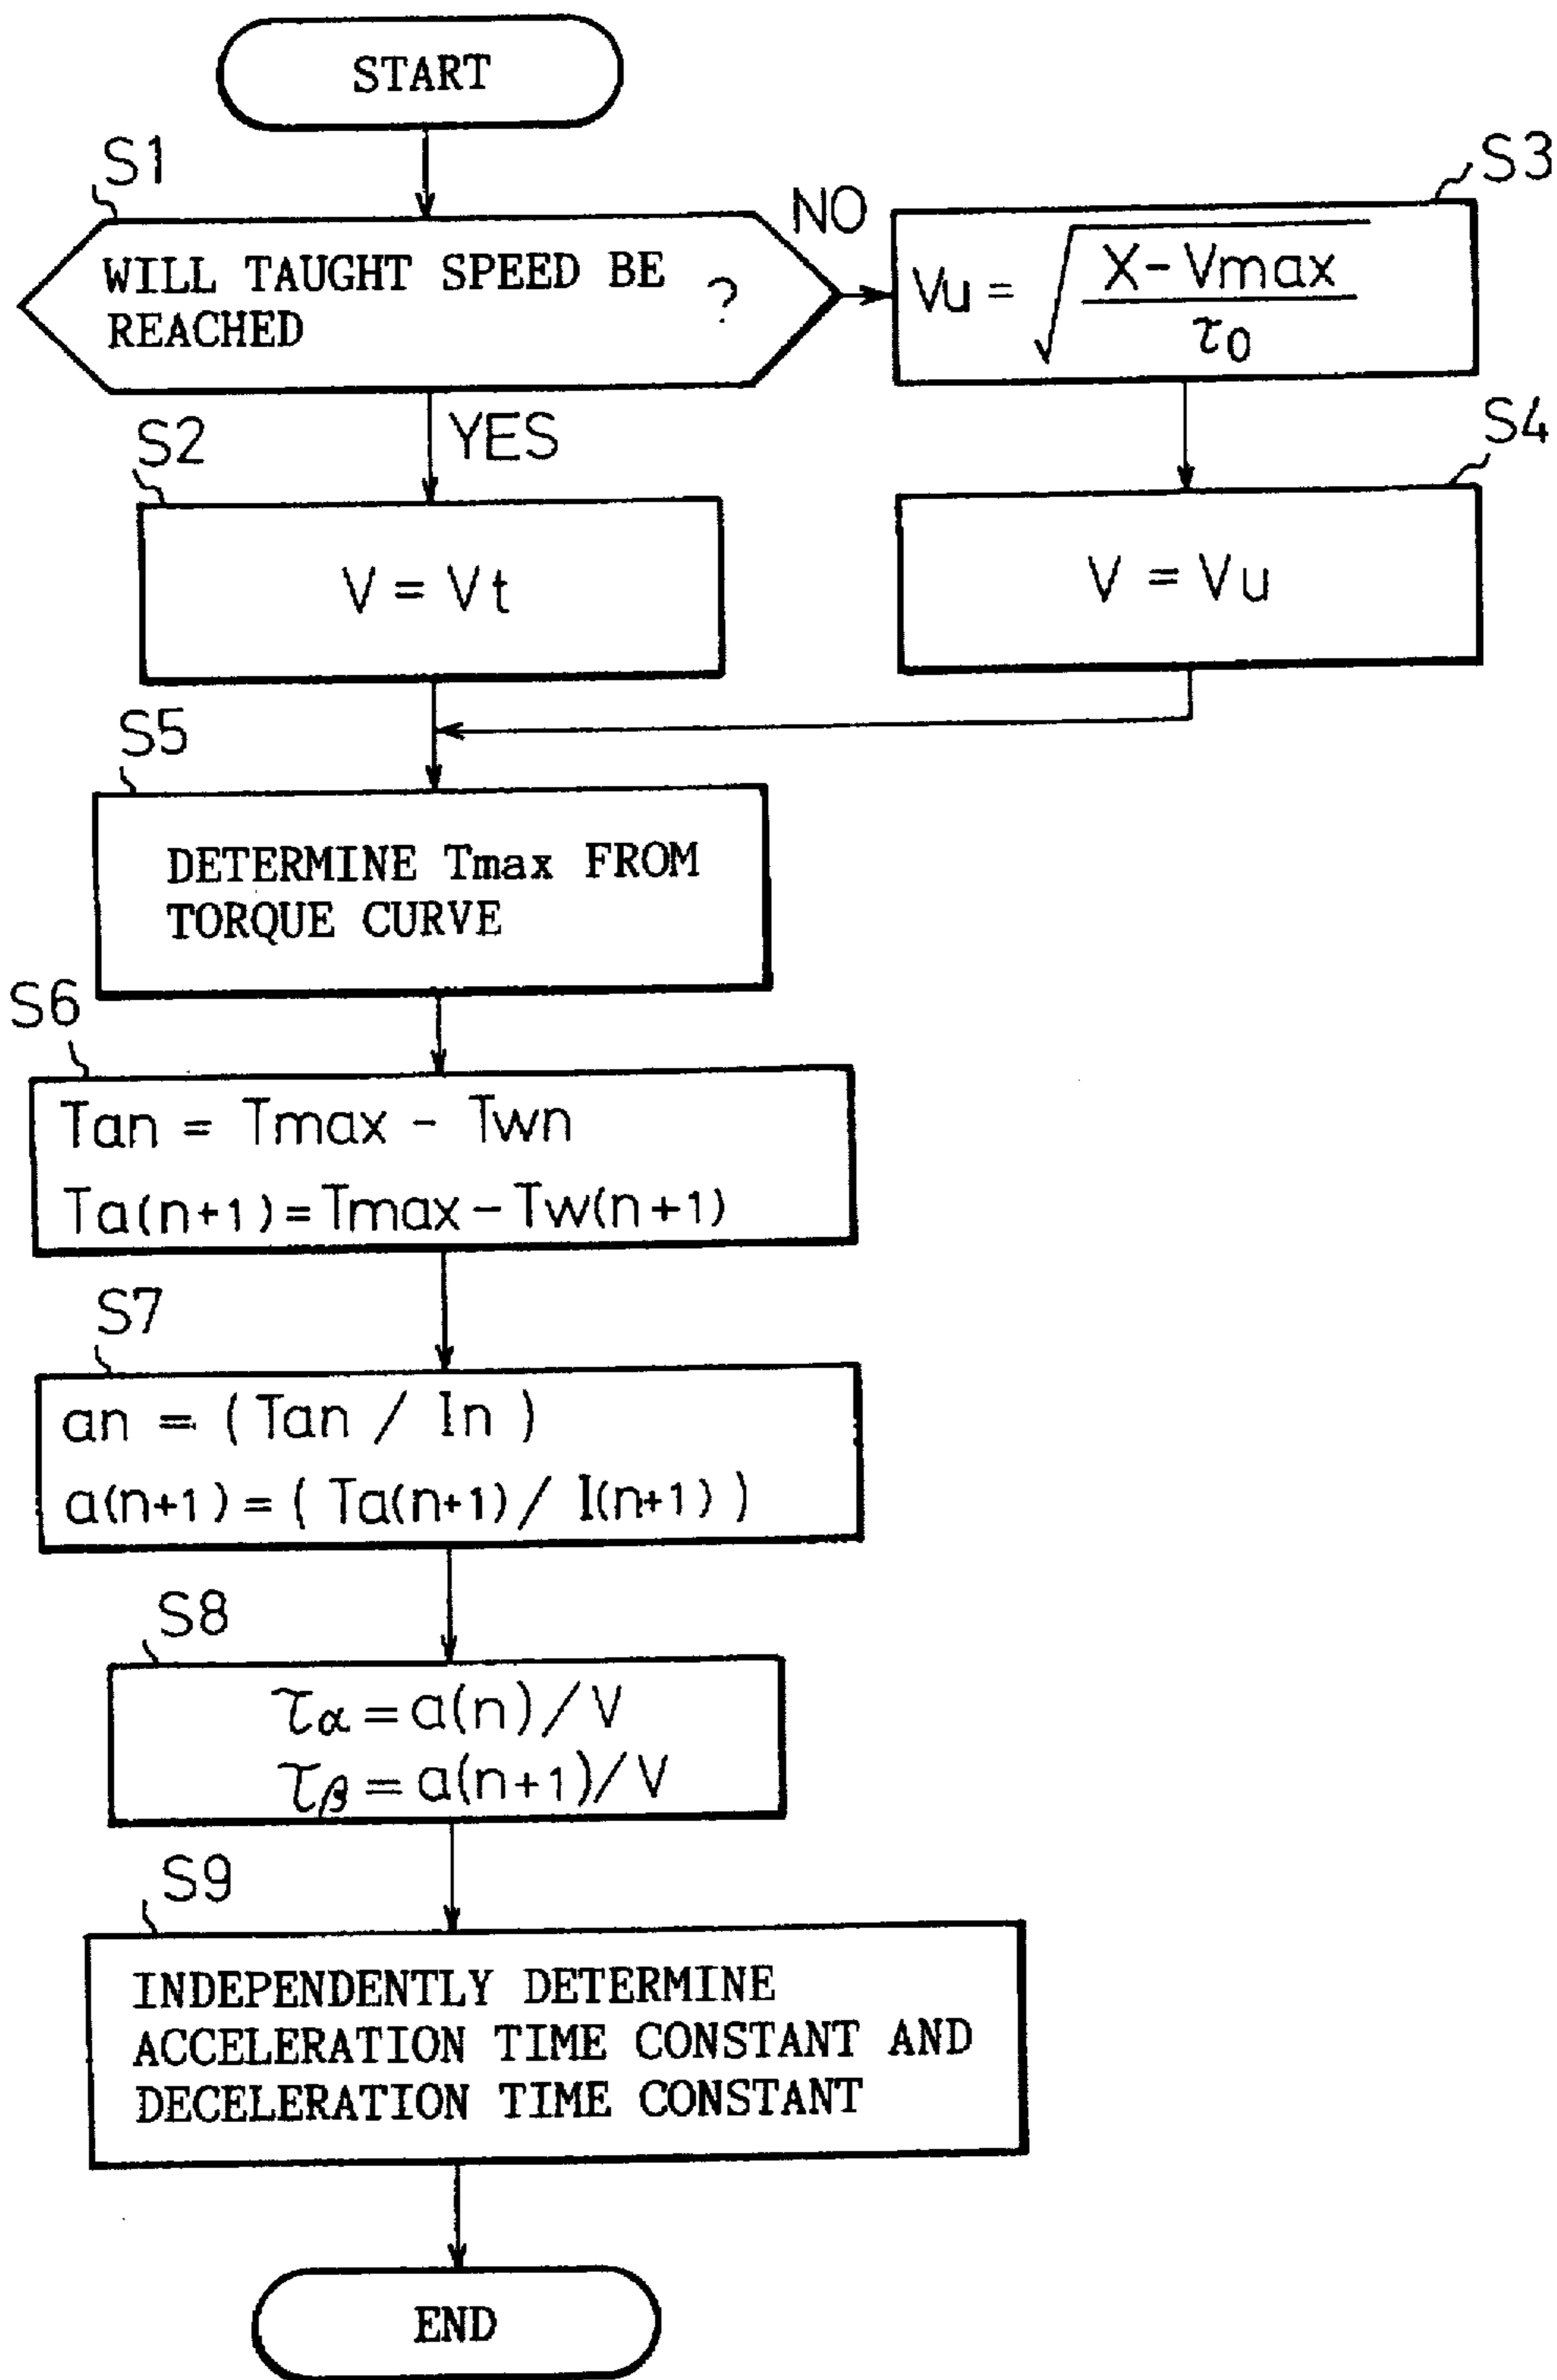 START
S1
WILL TAUGHT SPEED BE
REACHED
?
NO
S3
Vu = √((X-Vmax)/τ0)
YES
S2
V = Vt
S4
V = Vu
S5
DETERMINE Tmax FROM
TORQUE CURVE
S6
Tan = Tmax - Twn
Ta(n+1)=Tmax-Tw(n+1)
S7
an = (Tan / In )
a(n+1)=(Ta(n+1)/ I(n+1))
S8
τα=a(n)/V
τβ=a(n+1)/V
S9
INDEPENDENTLY DETERMINE
ACCELERATION TIME CONSTANT AND
DECELERATION TIME CONSTANT
END